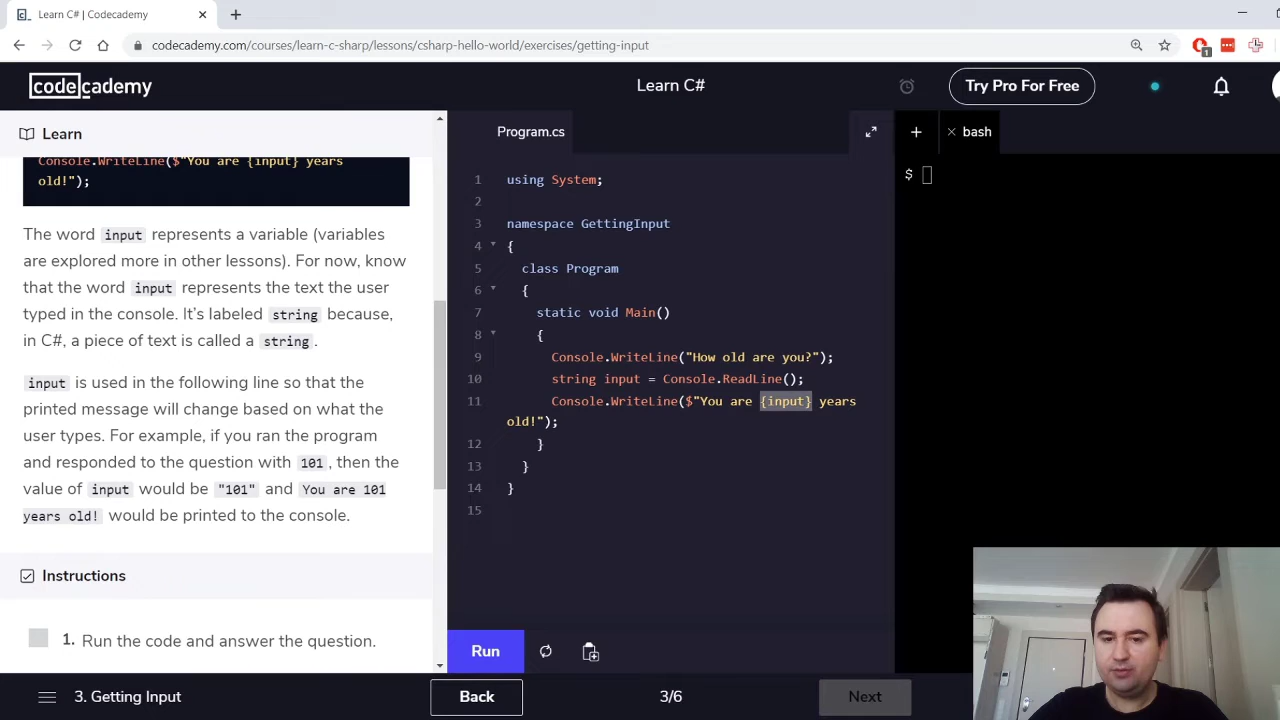 Learn C# | Codecademy
codecademy.com/courses/learn-c-sharp/lessons/csharp-hello-world/exercises/getting-input
1
codecademy
Learn C#
Try Pro For Free
Learn
Console.WriteLine($"You are {input} years
old!");
The word input represents a variable (variables
are explored more in other lessons). For now, know
that the word input represents the text the user
typed in the console. It's labeled string because,
in C#, a piece of text is called a string.
input is used in the following line so that the
printed message will change based on what the
user types. For example, if you ran the program
and responded to the question with 101, then the
value of input would be "101" and You are 101
years old! would be printed to the console.
Instructions
1. Run the code and answer the question.
Program.cs
1 using System;
2
3 namespace GettingInput
4 {
5 class Program
6 {
7 static void Main()
8 {
9 Console.WriteLine("How old are you?");
10 string input = Console.ReadLine();
11 Console.WriteLine($"You are {input} years
old!");
12 }
13 }
14 }
15
Run
+ × bash
$
3. Getting Input
Back
3/6
Next